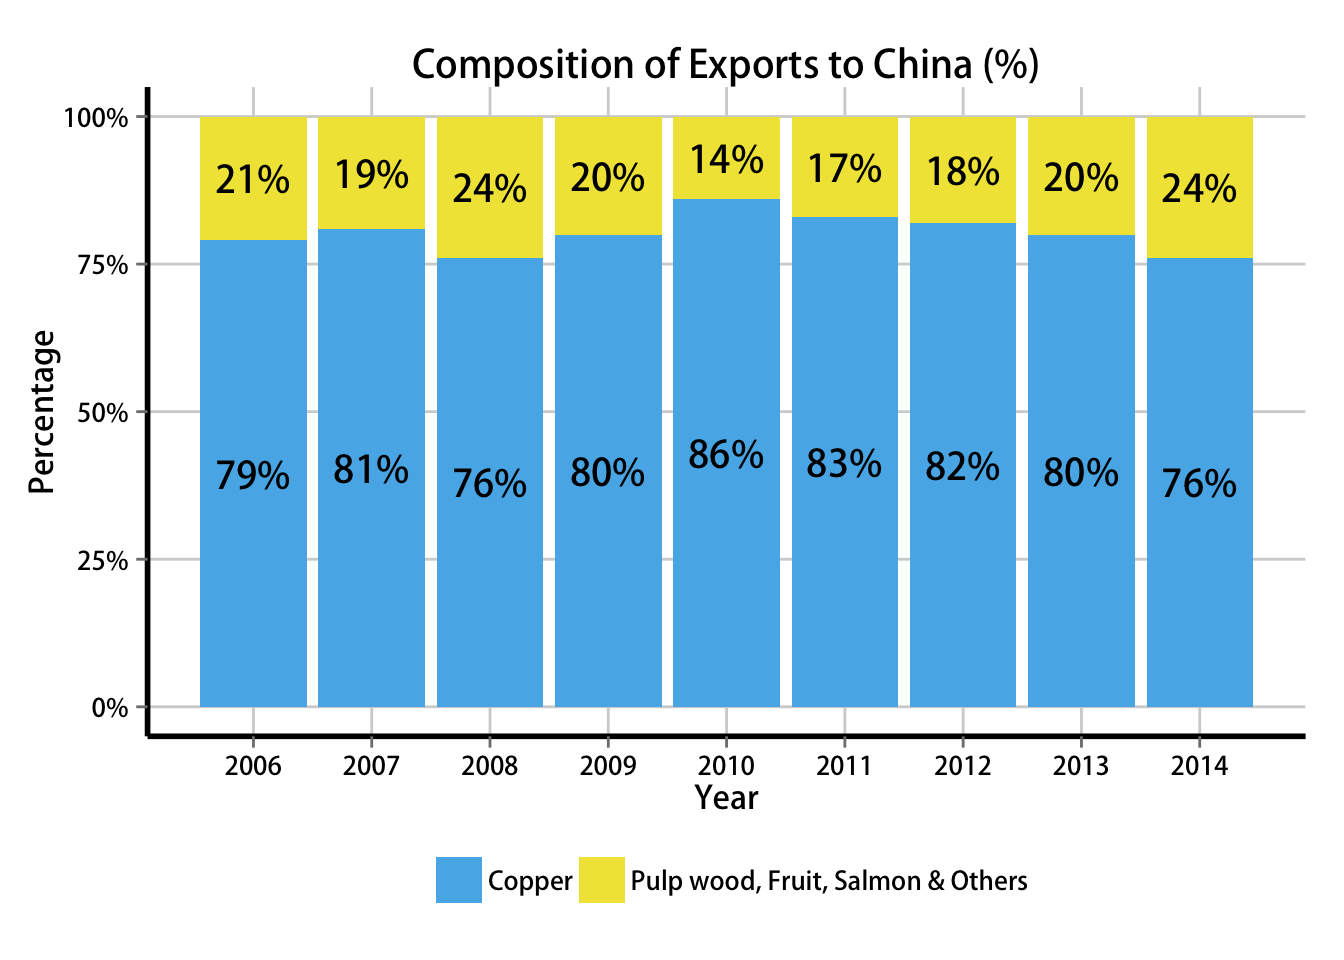 Composition of Exports to China (%)
Percentage
100%
75%
50%
25%
0%
21% 19% 24% 20% 14% 17% 18% 20% 24%
79% 81% 76% 80% 86% 83% 82% 80% 76%
2006 2007 2008 2009 2010 2011 2012 2013 2014
Year
Copper Pulp wood, Fruit, Salmon & Others